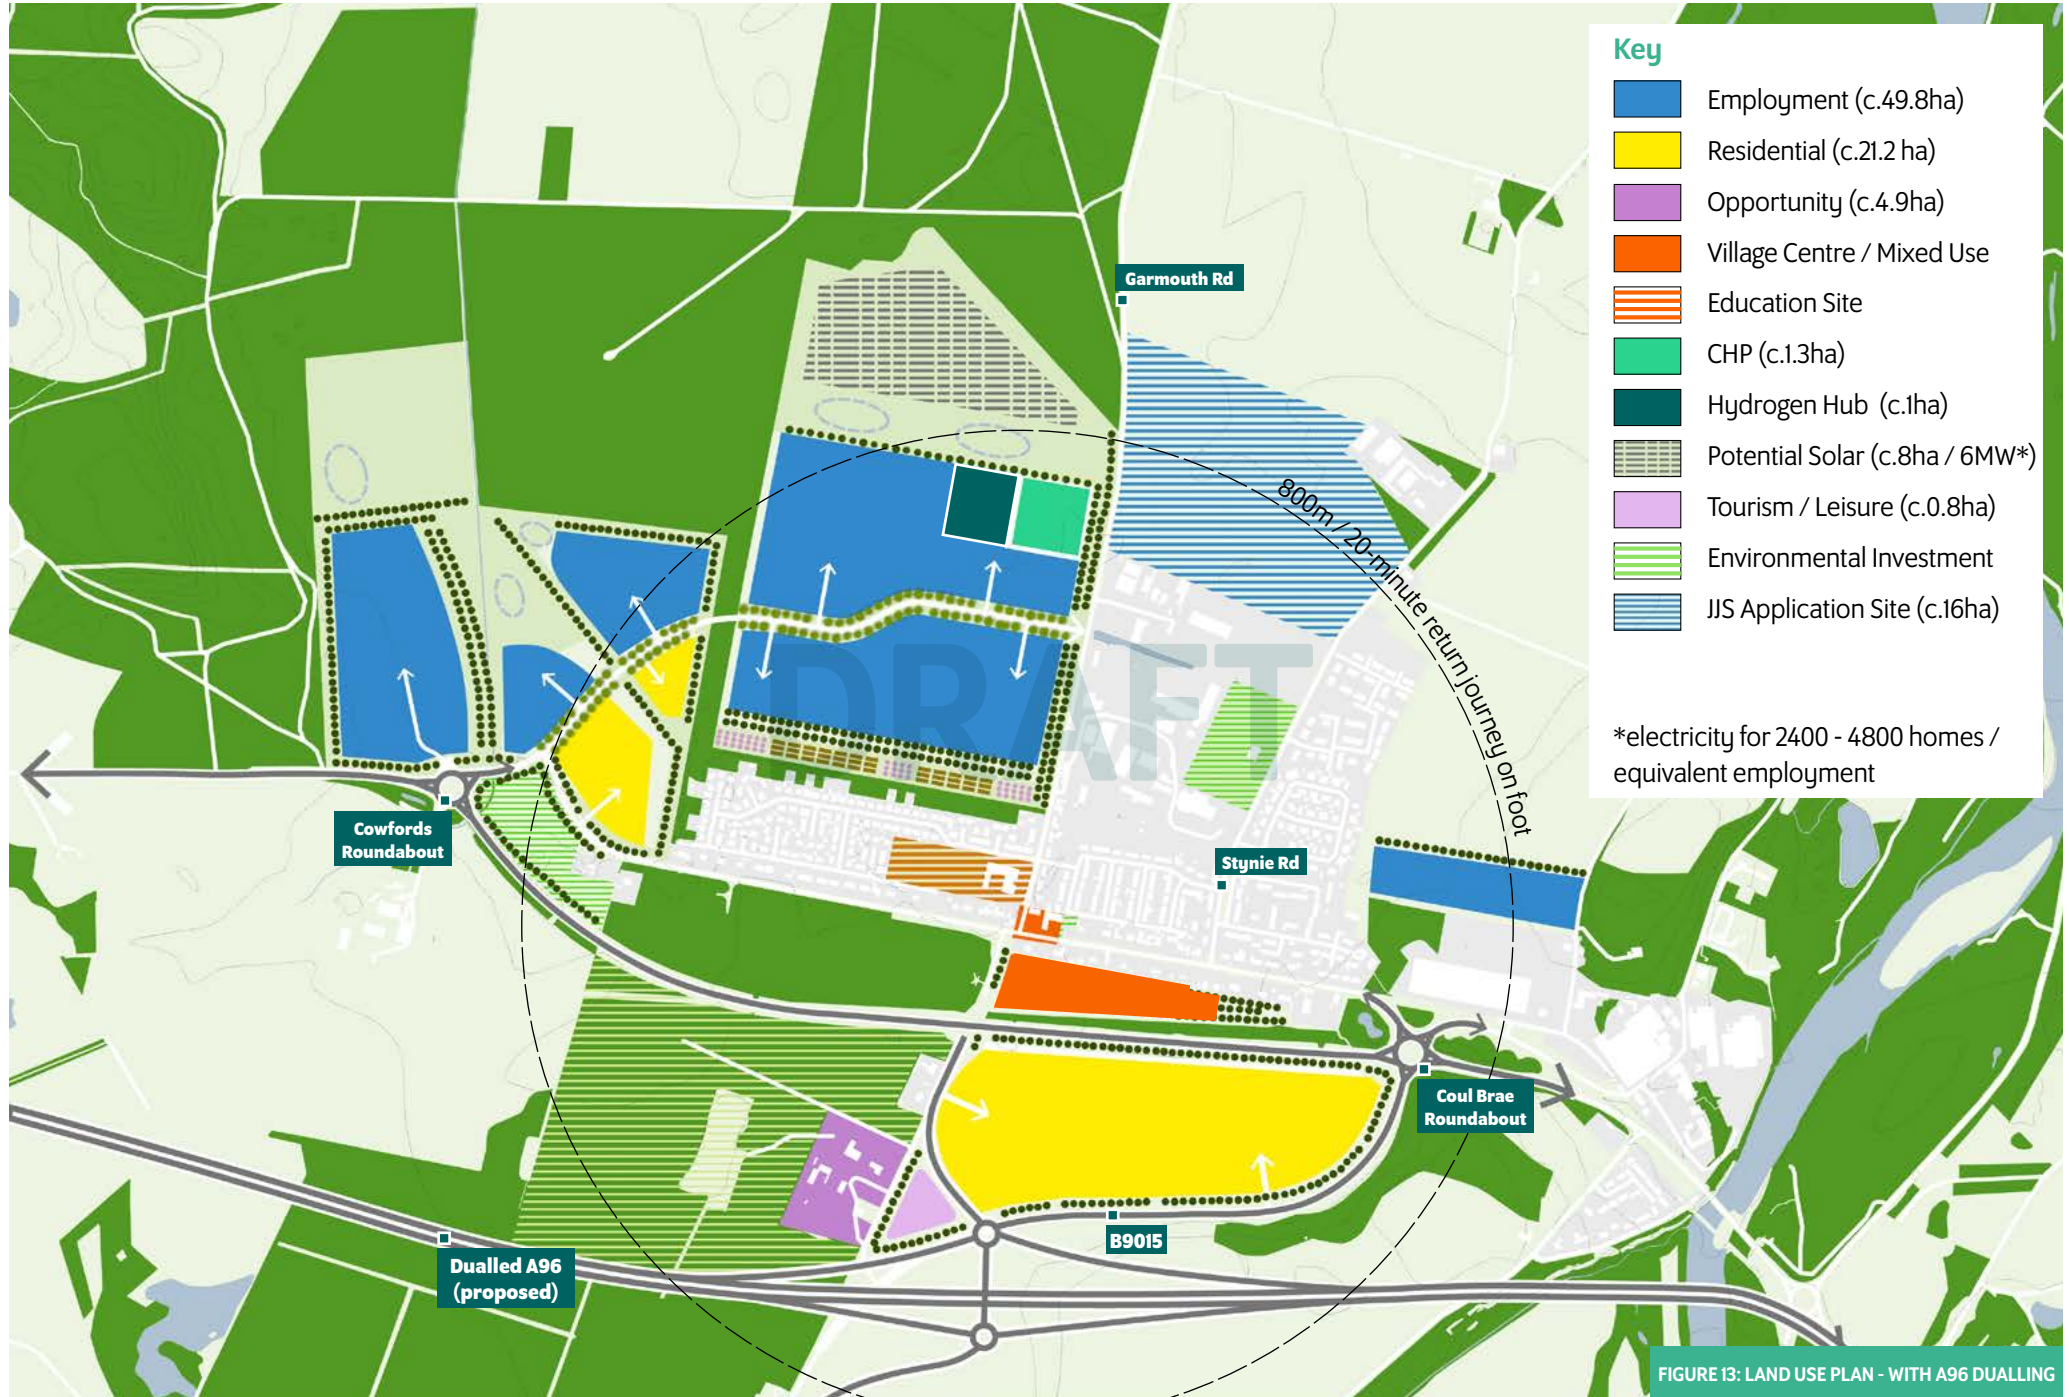 Key
Employment (c.49.8ha)
Residential (c.21.2 ha)
Opportunity (c.4.9ha)
Village Centre / Mixed Use
Education Site
CHP (c.1.3ha)
Hydrogen Hub (c.1ha)
Potential Solar (c.8ha / 6MW*)
Tourism / Leisure (c.0.8ha)
Environmental Investment
JJS Application Site (c.16ha)
*electricity for 2400 - 4800 homes /
equivalent employment
Garmouth Rd
800m / 20-minute return journey on foot
DRAFT
Cowfords
Roundabout
Stynie Rd
Coul Brae
Roundabout
B9015
Dualled A96
(proposed)
FIGURE 13: LAND USE PLAN - WITH A96 DUALLING